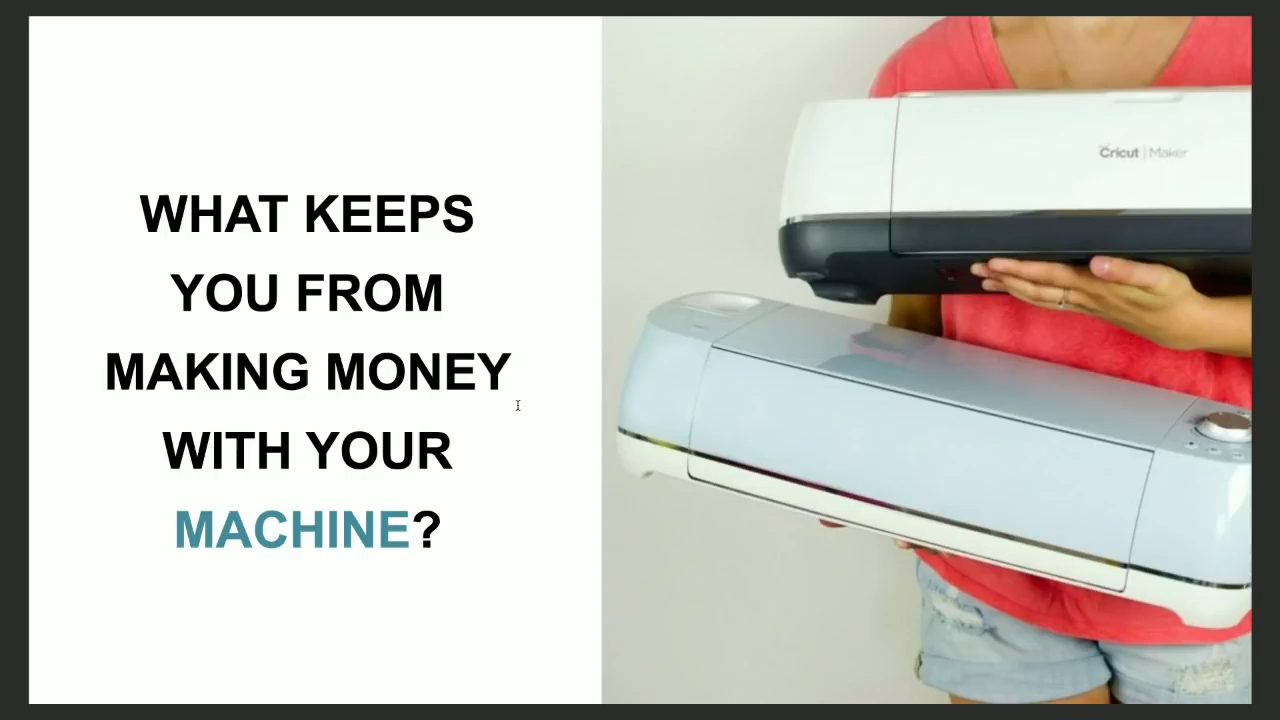 WHAT KEEPS
YOU FROM
MAKING MONEY
WITH YOUR
MACHINE?
Cricut | Maker